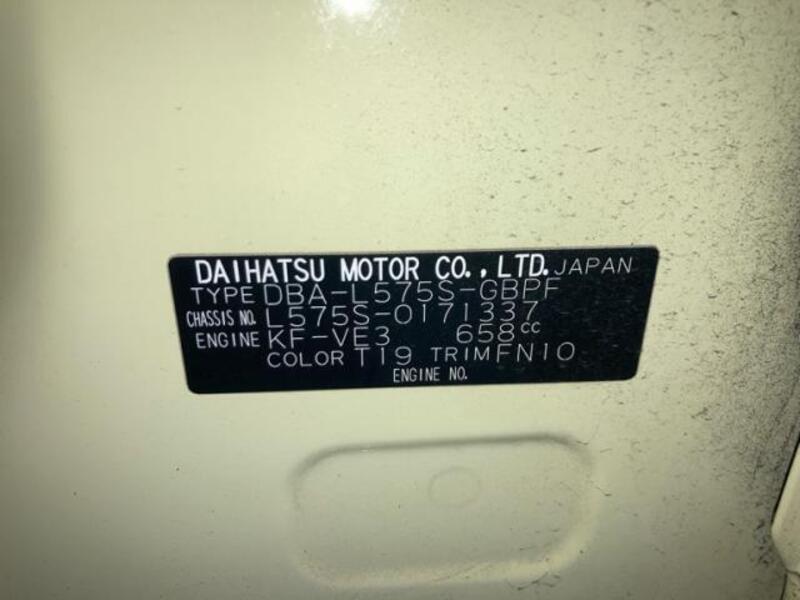 DAIHATSU MOTOR CO., LTD. JAPAN
TYPE DBA-L575S-GBPF
CHASSIS NO. L575S-0171337
ENGINE KF-VE3 658cc
COLOR T19 TRIM FN10
ENGINE NO.